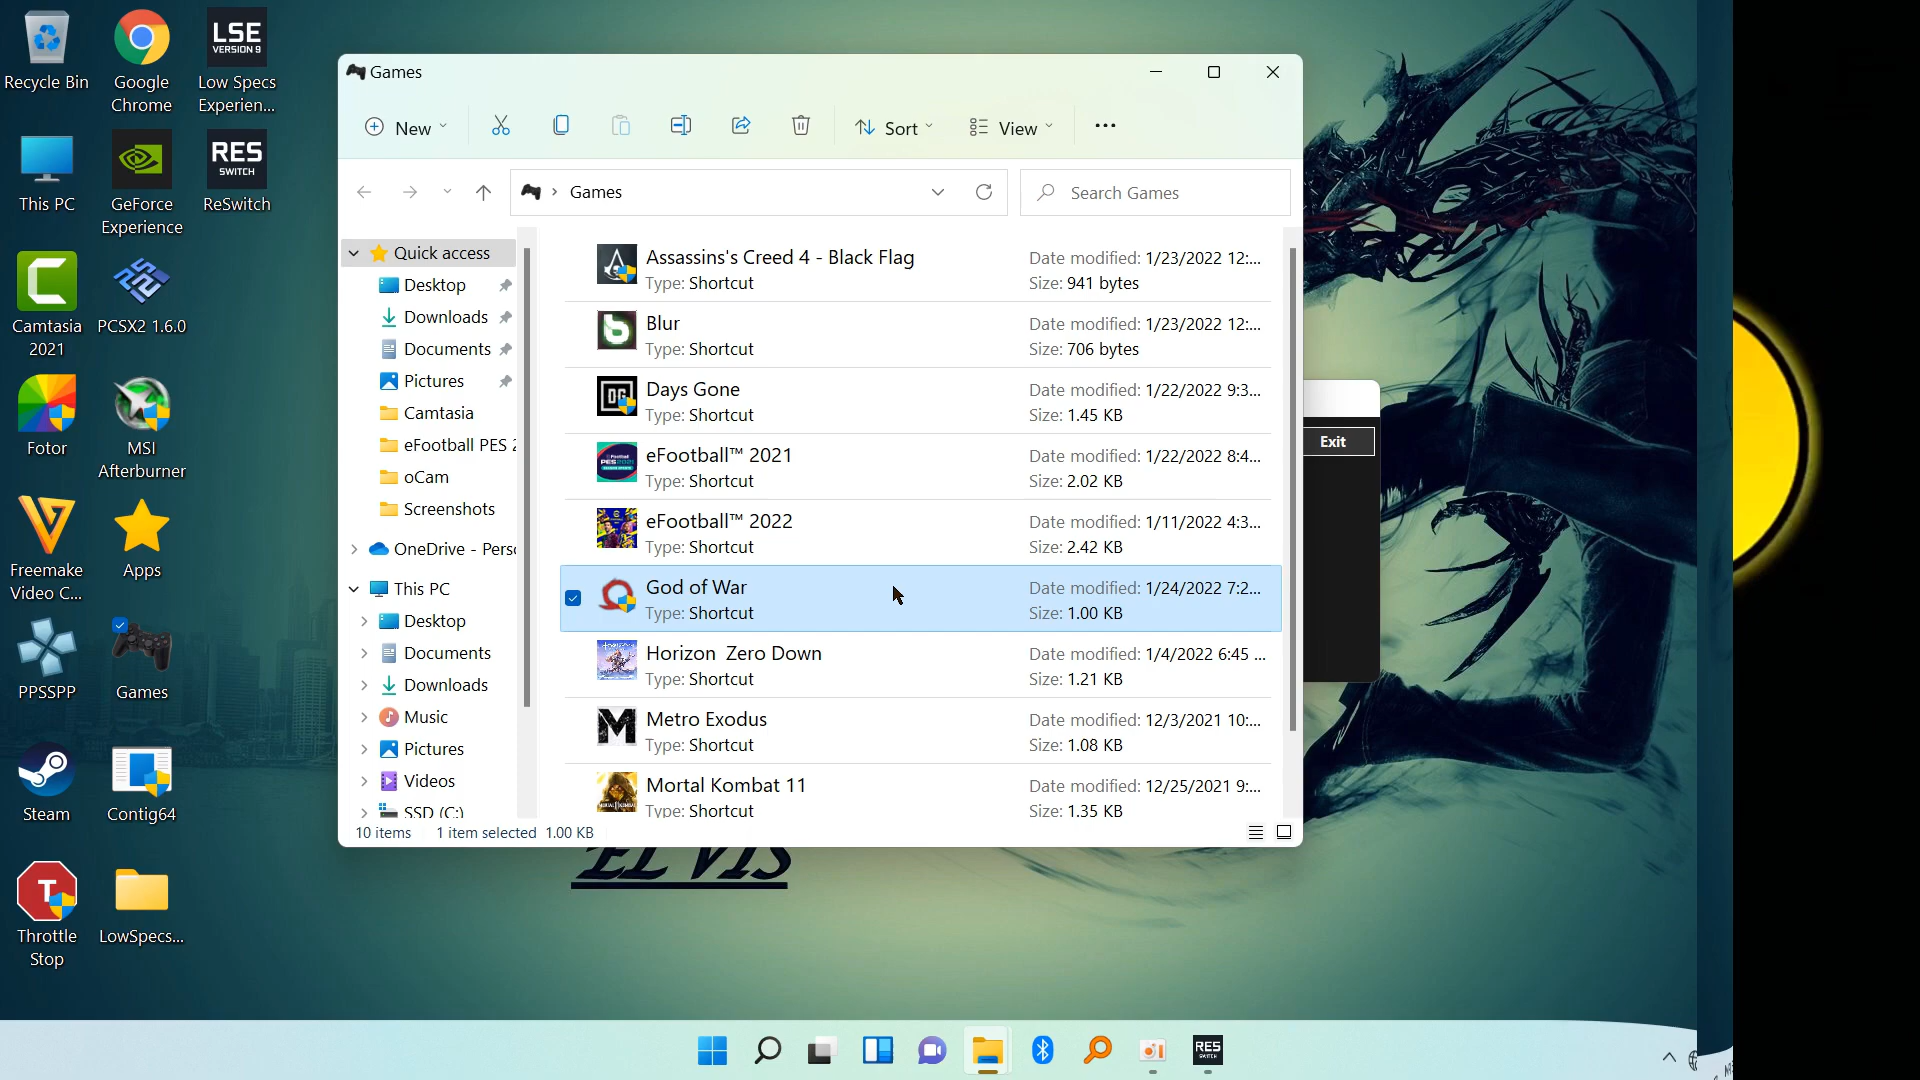 Recycle Bin
Google
Chrome
LSE
VERSION 9
Low Specs
Experien...
This PC
GeForce
Experience
RES
SWITCH
ReSwitch
Camtasia
2021
PCSX2 1.6.0
Fotor
MSI
Afterburner
Freemake
Video C...
Apps
PPSSPP
Games
Steam
Contig64
Throttle
Stop
LowSpecs...
Games
New
Sort
View
Games
Search Games
Quick access
Desktop
Downloads
Documents
Pictures
Camtasia
eFootball PES 2
oCam
Screenshots
OneDrive - Perso
This PC
Desktop
Documents
Downloads
Music
Pictures
Videos
SSD (C:)
Assassins's Creed 4 - Black Flag
Type: Shortcut
Date modified: 1/23/2022 12:...
Size: 941 bytes
Blur
Type: Shortcut
Date modified: 1/23/2022 12:...
Size: 706 bytes
Days Gone
Type: Shortcut
Date modified: 1/22/2022 9:3...
Size: 1.45 KB
eFootball™ 2021
Type: Shortcut
Date modified: 1/22/2022 8:4...
Size: 2.02 KB
eFootball™ 2022
Type: Shortcut
Date modified: 1/11/2022 4:3...
Size: 2.42 KB
God of War
Type: Shortcut
Date modified: 1/24/2022 7:2...
Size: 1.00 KB
Horizon  Zero Down
Type: Shortcut
Date modified: 1/4/2022 6:45 ...
Size: 1.21 KB
Metro Exodus
Type: Shortcut
Date modified: 12/3/2021 10:...
Size: 1.08 KB
Mortal Kombat 11
Type: Shortcut
Date modified: 12/25/2021 9:...
Size: 1.35 KB
10 items
1 item selected
1.00 KB
Exit
ELVIS
RES
SWITCH